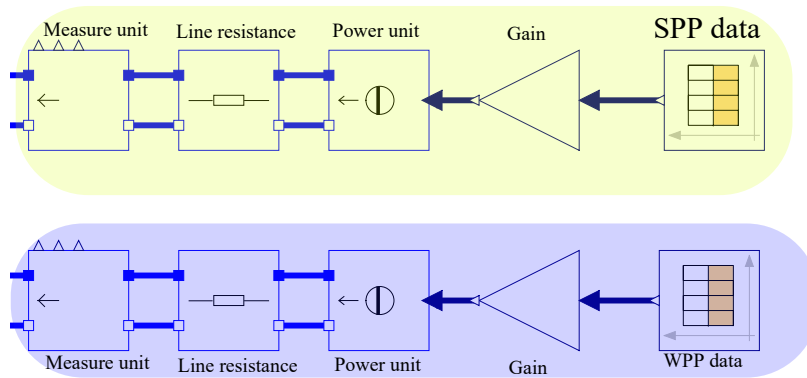 Measure unit
Line resistance
Power unit
Gain
SPP data
Measure unit
Line resistance
Power unit
Gain
WPP data